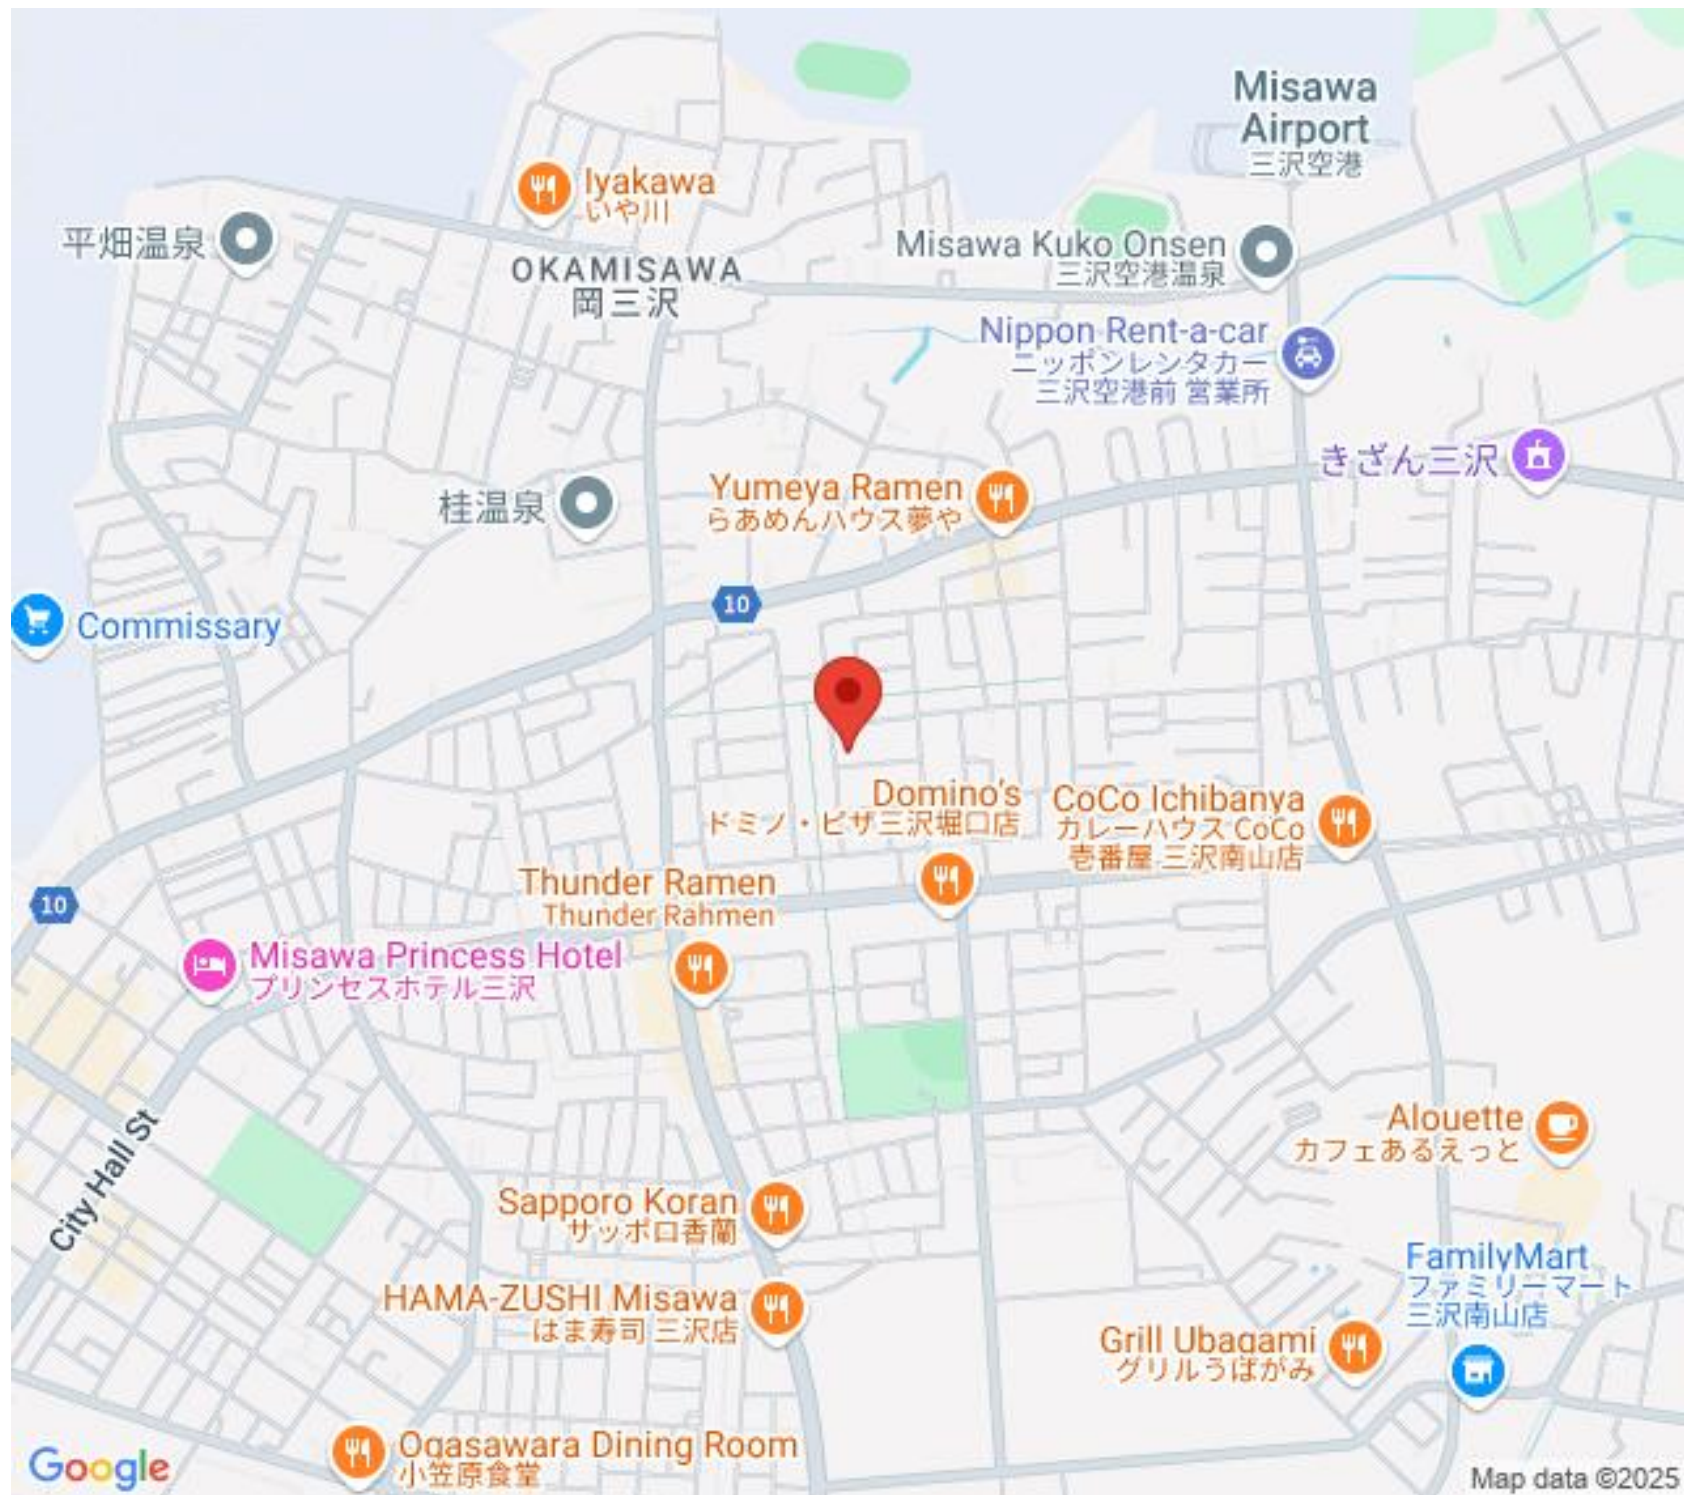 Misawa
Airport
三沢空港
Iyakawa
いや川
平畑温泉
OKAMISAWA
岡三沢
Misawa Kuko Onsen
三沢空港温泉
Nippon Rent-a-car
ニッポンレンタカー
三沢空港前 営業所
きざん三沢
Yumeya Ramen
らあめんハウス夢や
桂温泉
10
Commissary
Domino's
ドミノ・ピザ三沢堀口店
CoCo Ichibanya
カレーハウス CoCo
壱番屋 三沢南山店
Thunder Ramen
Thunder Rahmen
10
Misawa Princess Hotel
プリンセスホテル三沢
City Hall St
Alouette
カフェあるえっと
Sapporo Koran
サッポロ香蘭
FamilyMart
ファミリーマート
三沢南山店
HAMA-ZUSHI Misawa
はま寿司 三沢店
Grill Ubagami
グリルうばがみ
Ogasawara Dining Room
小笠原食堂
Google
Map data ©2025